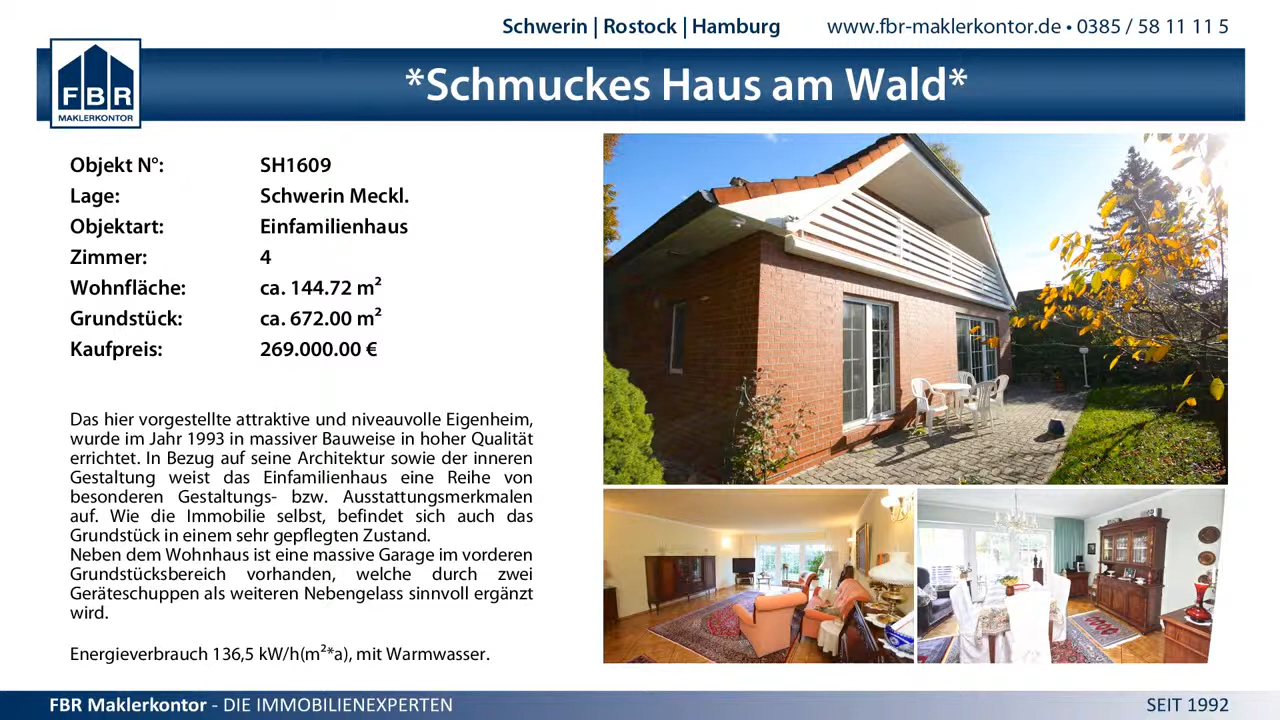 Schwerin | Rostock | Hamburg www.fbr-maklerkontor.de • 0385 / 58 11 11 5
FBR
MAKLERKONTOR
*Schmuckes Haus am Wald*
Objekt N°: SH1609
Lage: Schwerin Meckl.
Objektart: Einfamilienhaus
Zimmer: 4
Wohnfläche: ca. 144.72 m²
Grundstück: ca. 672.00 m²
Kaufpreis: 269.000.00 €
Das hier vorgestellte attraktive und niveauvolle Eigenheim,
wurde im Jahr 1993 in massiver Bauweise in hoher Qualität
errichtet. In Bezug auf seine Architektur sowie der inneren
Gestaltung weist das Einfamilienhaus eine Reihe von
besonderen Gestaltungs- bzw. Ausstattungsmerkmalen
auf. Wie die Immobilie selbst, befindet sich auch das
Grundstück in einem sehr gepflegten Zustand.
Neben dem Wohnhaus ist eine massive Garage im vorderen
Grundstücksbereich vorhanden, welche durch zwei
Geräteschuppen als weiteren Nebengelass sinnvoll ergänzt
wird.
Energieverbrauch 136,5 kW/h(m²*a), mit Warmwasser.
FBR Maklerkontor - DIE IMMOBILIENEXPERTEN SEIT 1992